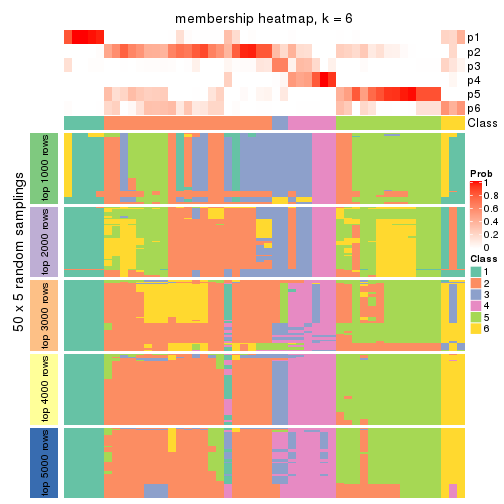 membership heatmap, k = 6
p1
p2
p3
p4
p5
p6
Class
50 x 5 random samplings
top 1000 rows
top 2000 rows
top 3000 rows
top 4000 rows
top 5000 rows
Prob
1
0.8
0.6
0.4
0.2
0
Class
1
2
3
4
5
6